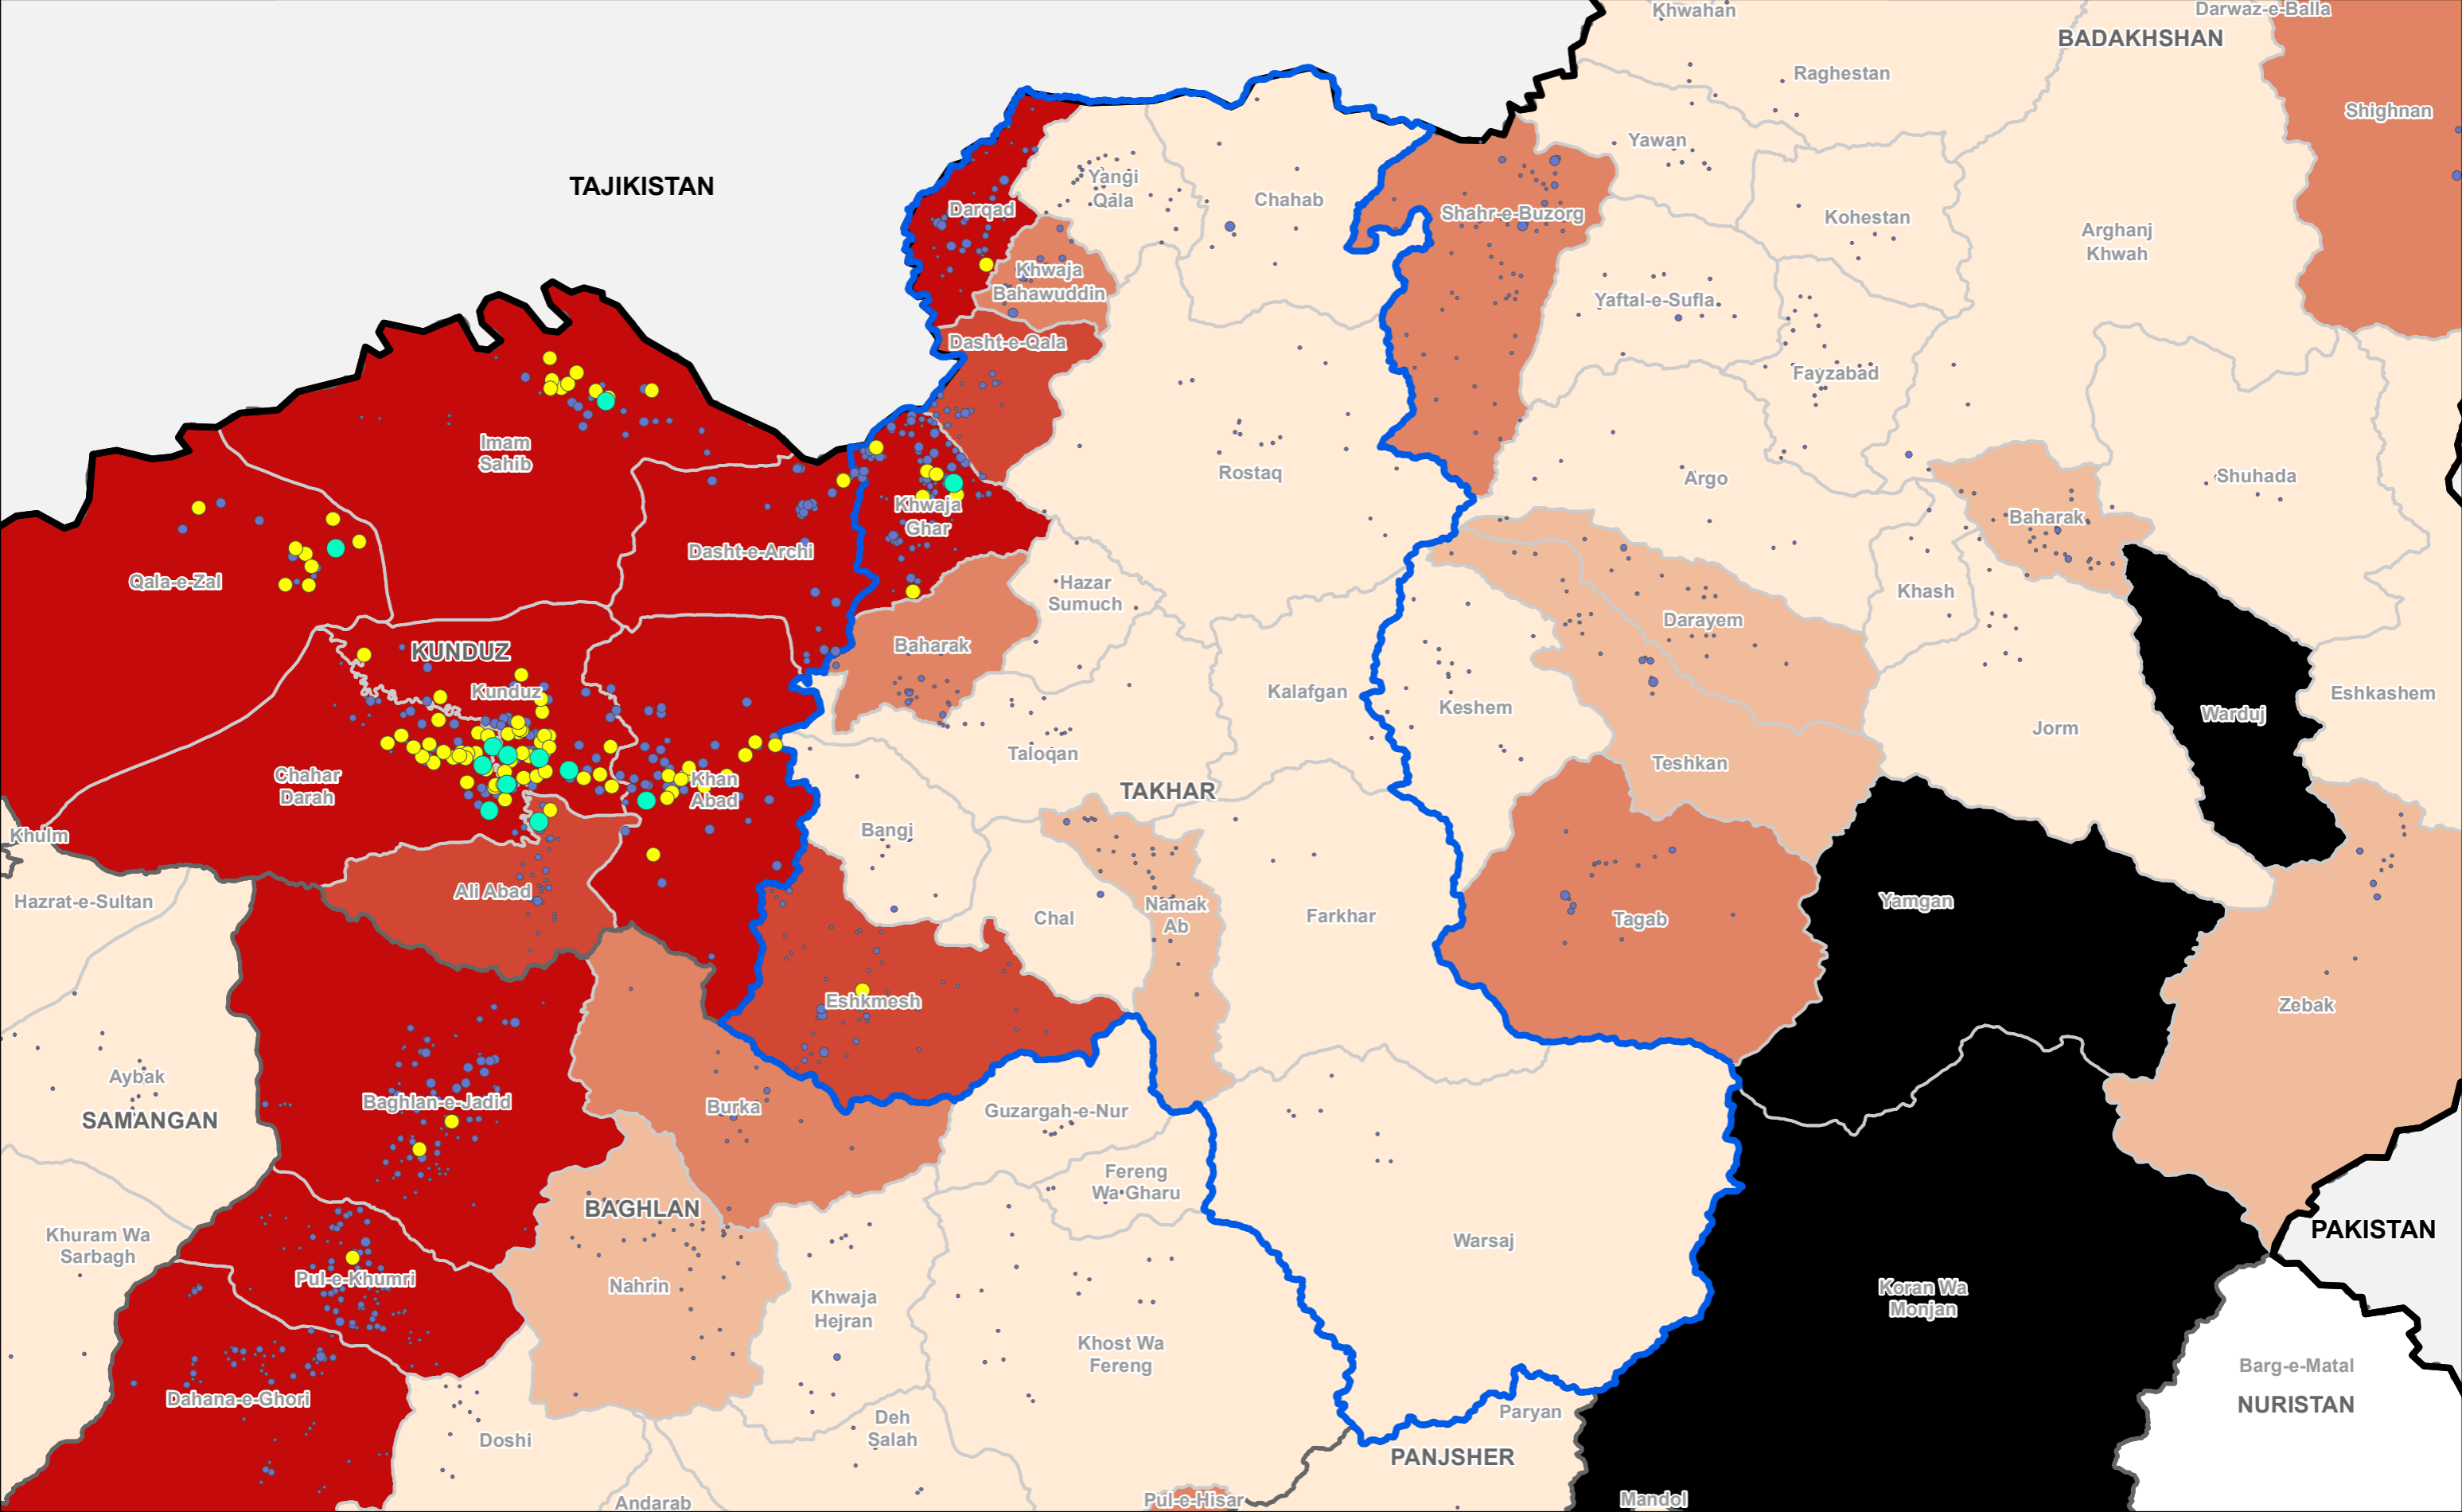 Khwahan
Darwaz-e-Balla
BADAKHSHAN
Raghestan
Shighnan
Yawan
TAJIKISTAN
Yangi
Qala
Chahab
Darqad
Shahr-e-Buzorg
Kohestan
Arghanj
Khwah
Khwaja
Bahawuddin
Yaftal-e-Sufla
Dasht-e-Qala
Fayzabad
Imam
Sahib
Rostaq
Argo
Shuhada
Khwaja
Ghar
Baharak
Dasht-e-Archi
Qala-e-Zal
Hazar
Sumuch
Khash
Darayem
KUNDUZ
Baharak
Kunduz
Kalafgan
Keshem
Eshkashem
Warduj
Jorm
Taloqan
Teshkan
Chahar
Darah
Khan
Abad
TAKHAR
Khulm
Bangi
Ali Abad
Hazrat-e-Sultan
Chal
Namak
Ab
Farkhar
Tagab
Yamgan
Eshkmesh
Zebak
Aybak
Baghlan-e-Jadid
Burka
Guzargah-e-Nur
SAMANGAN
Fereng
Wa Gharu
BAGHLAN
Khuram Wa
Sarbagh
Warsaj
PAKISTAN
Pul-e-Khumri
Nahrin
Khwaja
Hejran
Koran Wa
Monjan
Khost Wa
Fereng
Barg-e-Matal
NURISTAN
Dahana-e-Ghori
Deh
Salah
Paryan
Doshi
PANJSHER
Andarab
Pul-e-Hisar
Mandol